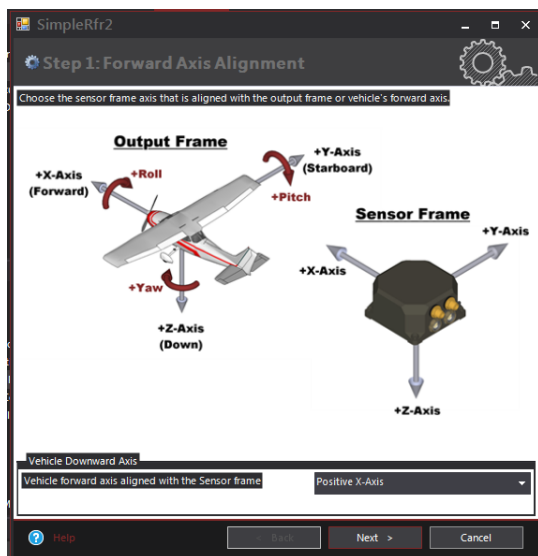 SimpleRfr2
Step 1: Forward Axis Alignment
Choose the sensor frame axis that is aligned with the output frame or vehicle's forward axis.
Output Frame
+X-Axis
(Forward)
+Roll
+Y-Axis
(Starboard)
+Pitch
+Yaw
+Z-Axis
(Down)
Sensor Frame
+Y-Axis
+X-Axis
+Z-Axis
Vehicle Downward Axis
Vehicle forward axis aligned with the Sensor frame
Positive X-Axis
Help
< Back
Next >
Cancel